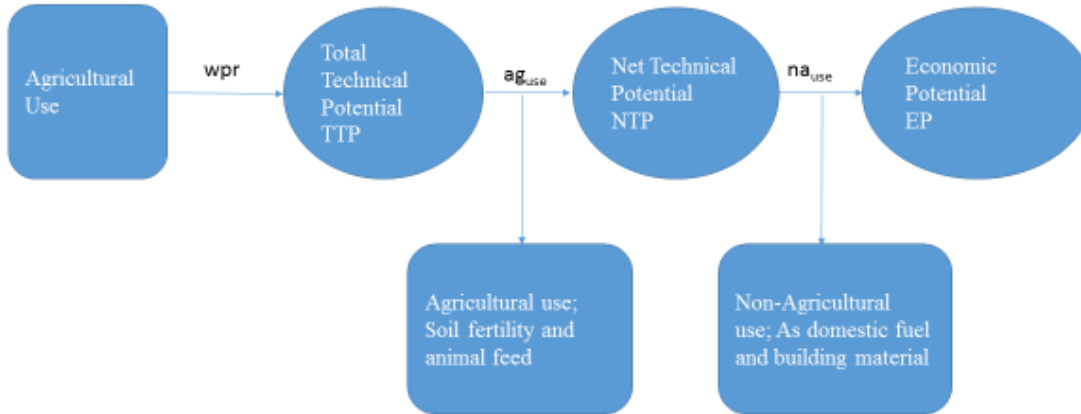 Agricultural
Use
wpr
Total
Technical
Potential
TTP
ag_use
Net Technical
Potential
NTP
na_use
Economic
Potential
EP
Agricultural use;
Soil fertility and
animal feed
Non-Agricultural
use; As domestic fuel
and building material